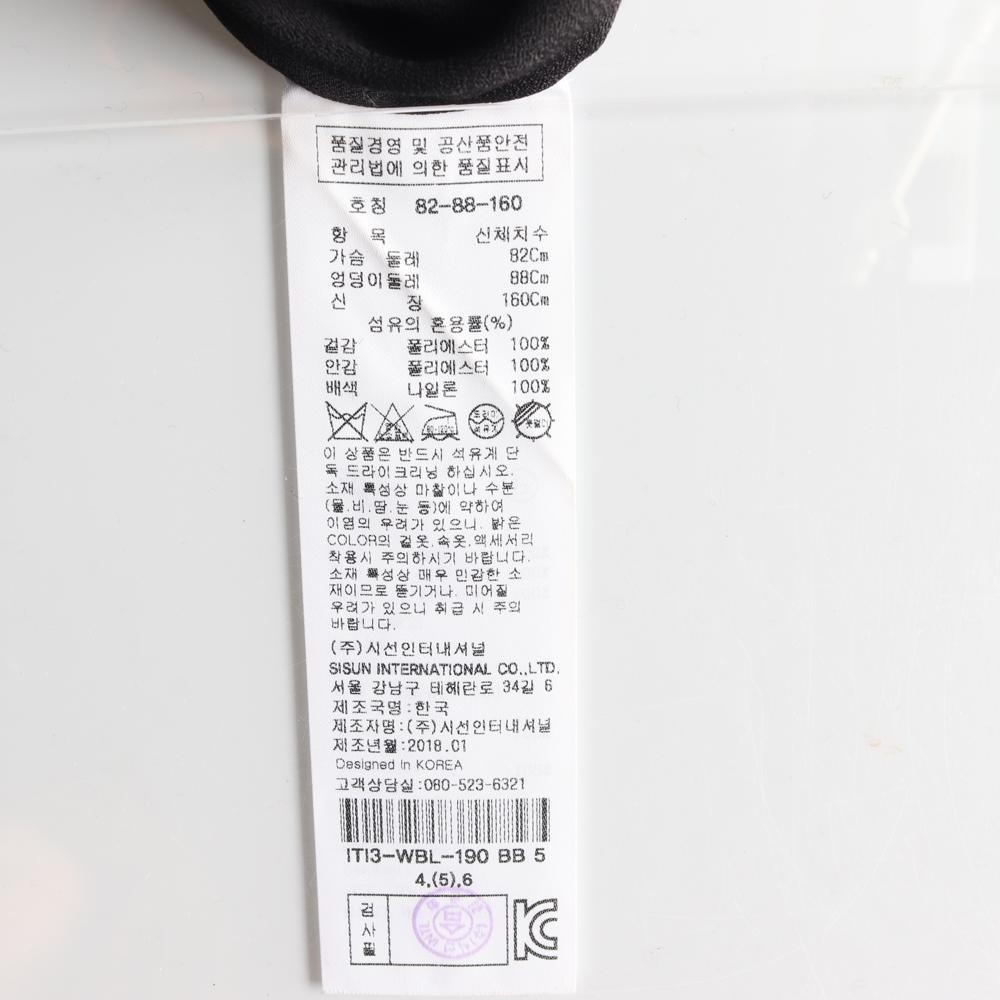 품질경영 및 공산품안전
관리법에 의한 품질표시
호칭 82-88-160
항 목 신체치수
가슴 둘레 82Cm
엉덩이둘레 88Cm
신 장 160Cm
섬유의 혼용률(%)
겉감 폴리에스터 100%
안감 폴리에스터 100%
배색 나일론 100%
이 상품은 반드시 석유계 단
독 드라이크리닝 하십시오.
소재 특성상 마찰이나 수분
(물.비.땀.눈 등)에 약하여
이염의 우려가 있으니. 밝은
COLOR의 겉옷.속옷.액세서리
착용시 주의하시기 바랍니다.
소재 특성상 매우 민감한 소
재이므로 뜯기거나. 미어질
우려가 있으니 취급 시 주의
바랍니다.
(주)시선인터내셔널
SISUN INTERNATIONAL CO.,LTD.
서울 강남구 테헤란로 34길 6
제조국명:한국
제조자명:(주)시선인터내셔널
제조년월:2018.01
Designed In KOREA
고객상담실:080-523-6321
ITI3-WBL-190 BB 5
4.(5).6
검
사
필